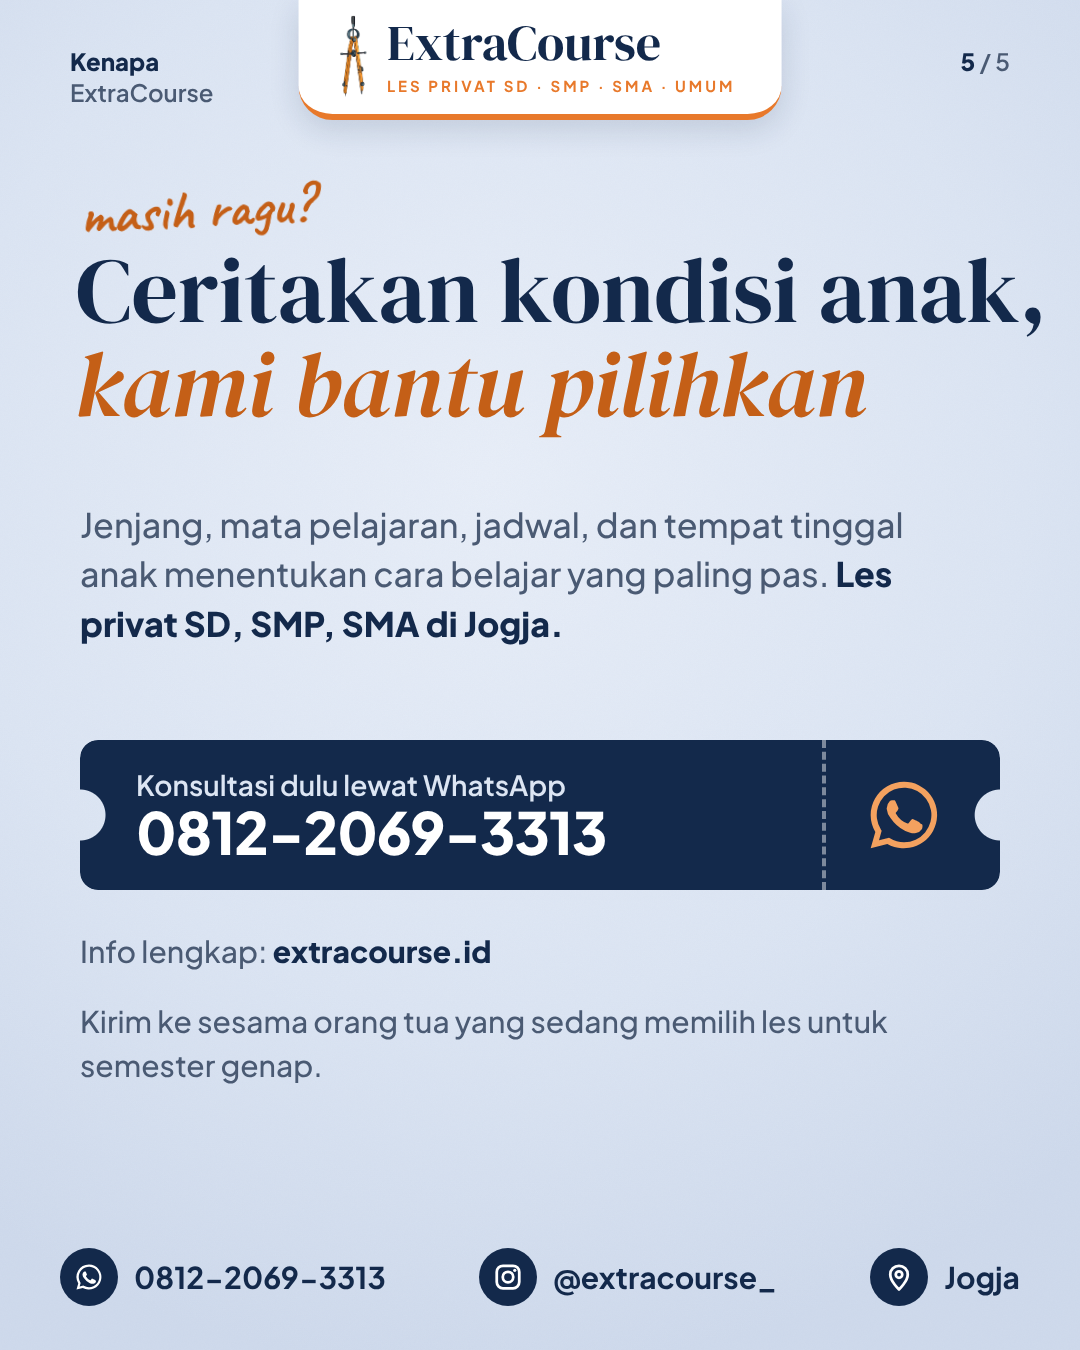 Kenapa
ExtraCourse
ExtraCourse
LES PRIVAT SD · SMP · SMA · UMUM
5 / 5
masih ragu?
Ceritakan kondisi anak,
kami bantu pilihkan
Jenjang, mata pelajaran, jadwal, dan tempat tinggal
anak menentukan cara belajar yang paling pas. Les
privat SD, SMP, SMA di Jogja.
Konsultasi dulu lewat WhatsApp
0812-2069-3313
Info lengkap: extracourse.id
Kirim ke sesama orang tua yang sedang memilih les untuk
semester genap.
0812-2069-3313
@extracourse_
Jogja